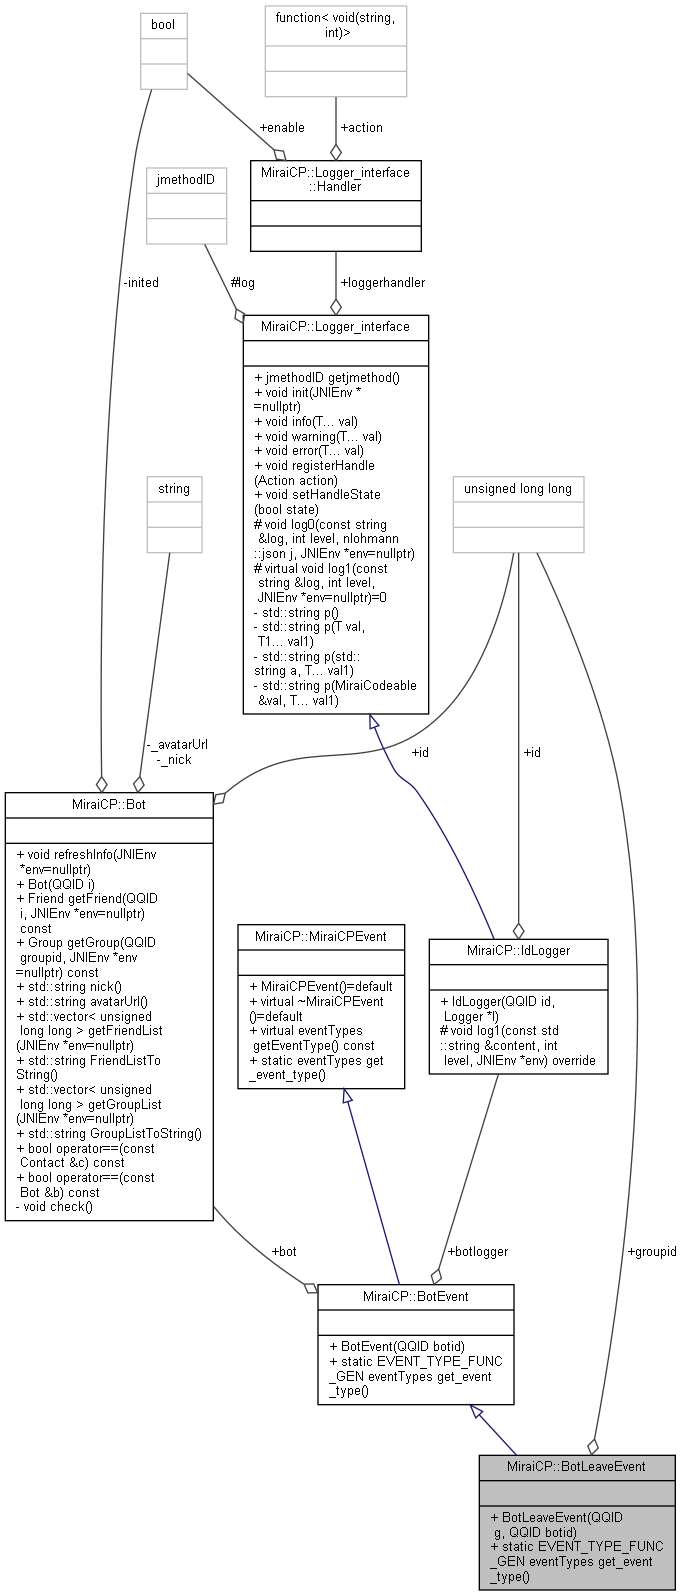 bool
function< void(string,
int)>
+enable
+action
jmethodID
MiraiCP::Logger_interface
::Handler
-inited
#log
+loggerhandler
MiraiCP::Logger_interface
+ jmethodID getjmethod()
+ void init(JNIEnv *
=nullptr)
+ void info(T... val)
+ void warning(T... val)
+ void error(T... val)
+ void registerHandle
(Action action)
+ void setHandleState
(bool state)
# void log0(const string
&log, int level, nlohmann
::json j, JNIEnv *env=nullptr)
# virtual void log1(const
string &log, int level,
JNIEnv *env=nullptr)=0
- std::string p()
- std::string p(T val,
T1... val1)
- std::string p(std::
string a, T... val1)
- std::string p(MiraiCodeable
&val, T... val1)
string
unsigned long long
-_avatarUrl
-_nick
+id
+id
MiraiCP::Bot
+ void refreshInfo(JNIEnv
*env=nullptr)
+ Bot(QQID i)
+ Friend getFriend(QQID
i, JNIEnv *env=nullptr)
const
+ Group getGroup(QQID
groupid, JNIEnv *env
=nullptr) const
+ std::string nick()
+ std::string avatarUrl()
+ std::vector< unsigned
long long > getFriendList
(JNIEnv *env=nullptr)
+ std::string FriendListTo
String()
+ std::vector< unsigned
long long > getGroupList
(JNIEnv *env=nullptr)
+ std::string GroupListToString()
+ bool operator==(const
Contact &c) const
+ bool operator==(const
Bot &b) const
- void check()
MiraiCP::MiraiCPEvent
+ MiraiCPEvent()=default
+ virtual ~MiraiCPEvent
()=default
+ virtual eventTypes
getEventType() const
+ static eventTypes get
_event_type()
MiraiCP::IdLogger
+ IdLogger(QQID id,
Logger *l)
# void log1(const std
::string &content, int
level, JNIEnv *env) override
+bot
+botlogger
+groupid
MiraiCP::BotEvent
+ BotEvent(QQID botid)
+ static EVENT_TYPE_FUNC
_GEN eventTypes get_event
_type()
MiraiCP::BotLeaveEvent
+ BotLeaveEvent(QQID
g, QQID botid)
+ static EVENT_TYPE_FUNC
_GEN eventTypes get_event
_type()